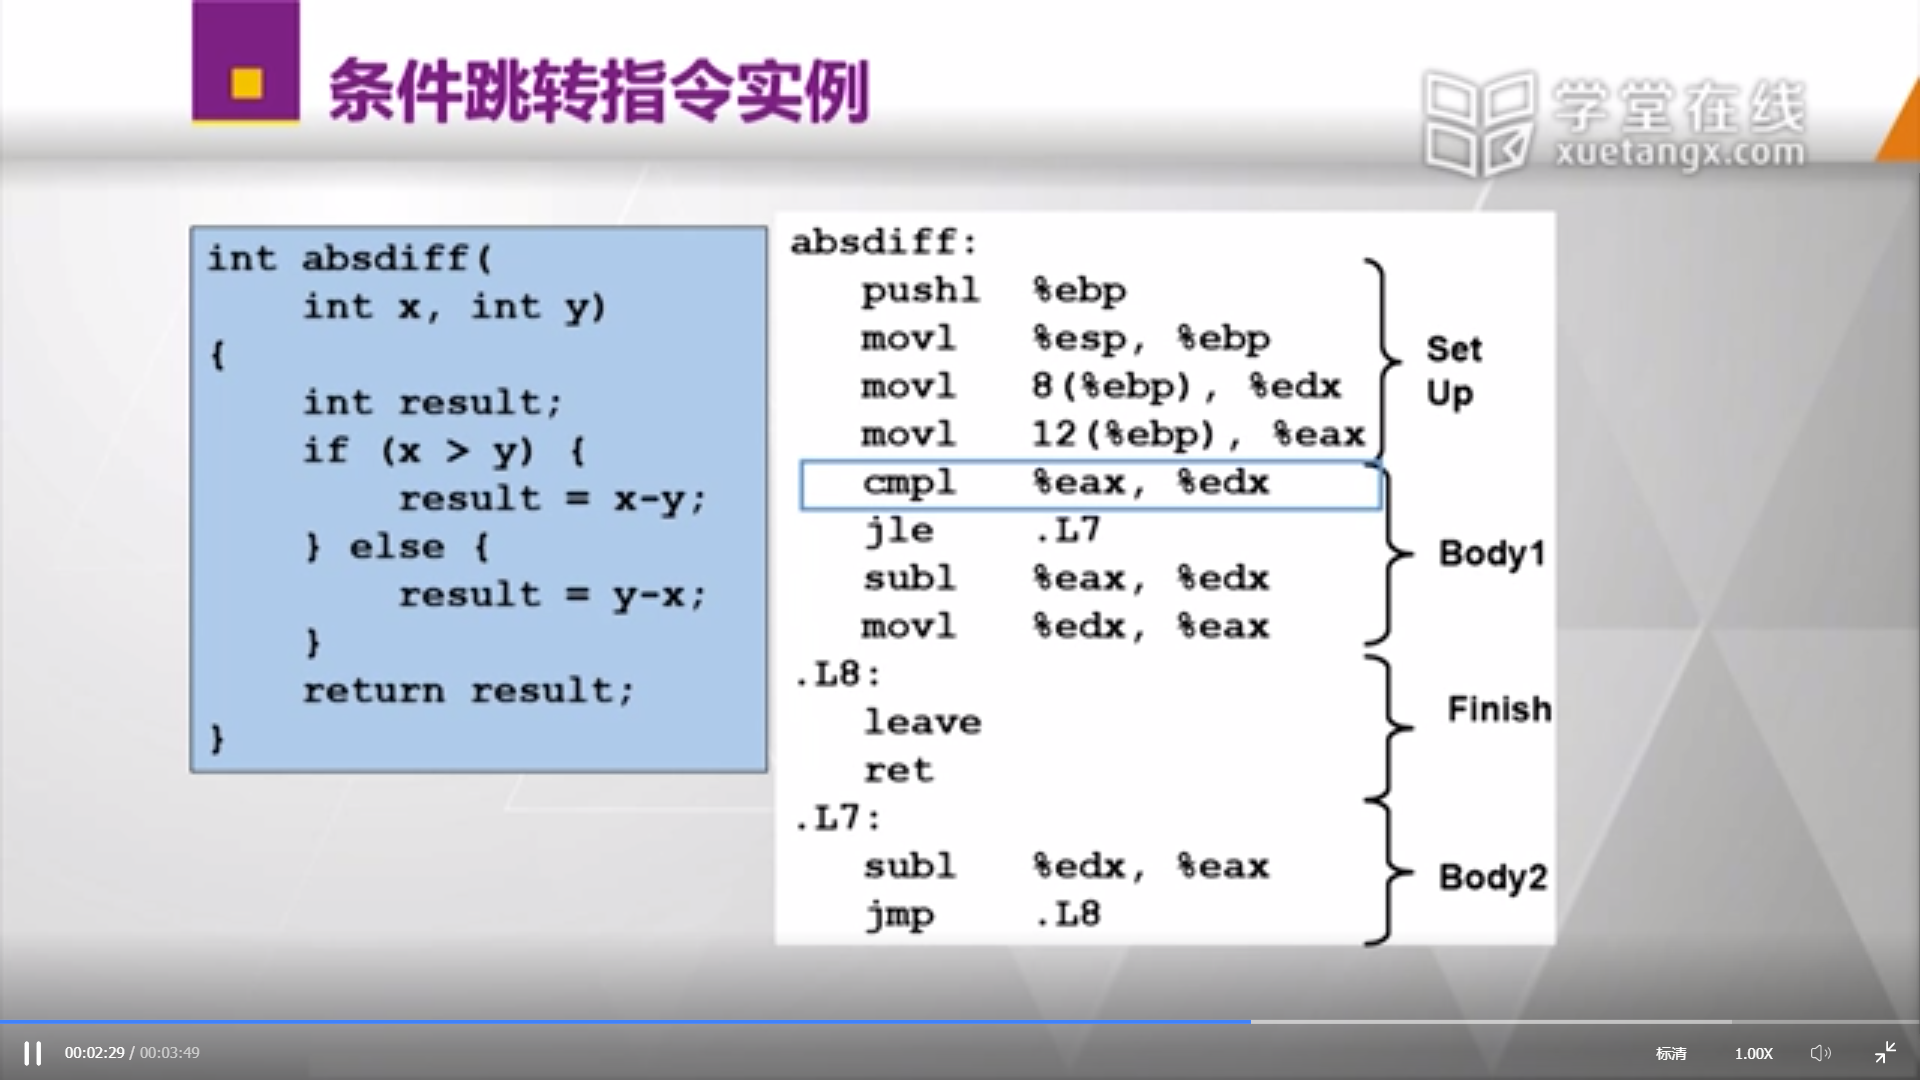 条件跳转指令实例
学堂在线
xuetangx.com
int absdiff(
    int x, int y)
{
    int result;
    if (x > y) {
        result = x-y;
    } else {
        result = y-x;
    }
    return result;
}
absdiff:
pushl %ebp
movl %esp, %ebp
movl 8(%ebp), %edx
movl 12(%ebp), %eax
cmpl %eax, %edx
jle .L7
subl %eax, %edx
movl %edx, %eax
.L8:
leave
ret
.L7:
subl %edx, %eax
jmp .L8
Set
Up
Body1
Finish
Body2
00:02:29 / 00:03:49
标清
1.00X